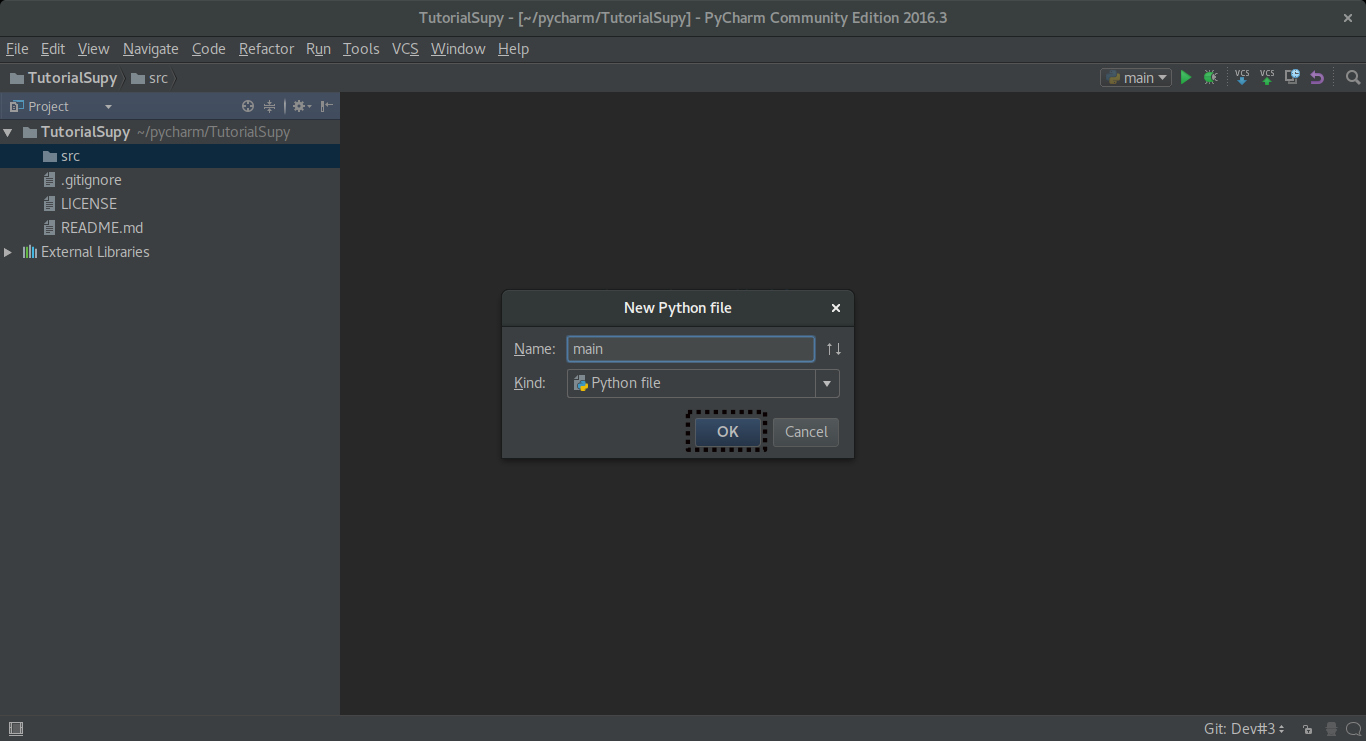 TutorialSupy - [~/pycharm/TutorialSupy] - PyCharm Community Edition 2016.3
File Edit View Navigate Code Refactor Run Tools VCS Window Help
TutorialSupy src main VCS VCS
Project
TutorialSupy ~/pycharm/TutorialSupy
src
.gitignore
LICENSE
README.md
External Libraries
New Python file
Name: main
Kind: Python file
OK Cancel
Git: Dev#3